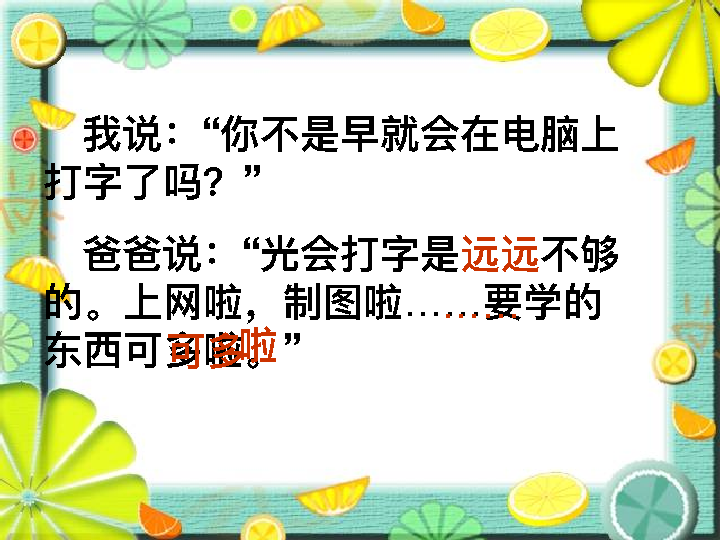 我说：“你不是早就会在电脑上
打字了吗？”
爸爸说：“光会打字是远远不够
的。上网啦，制图啦……要学的
东西可多啦。”
可多啦